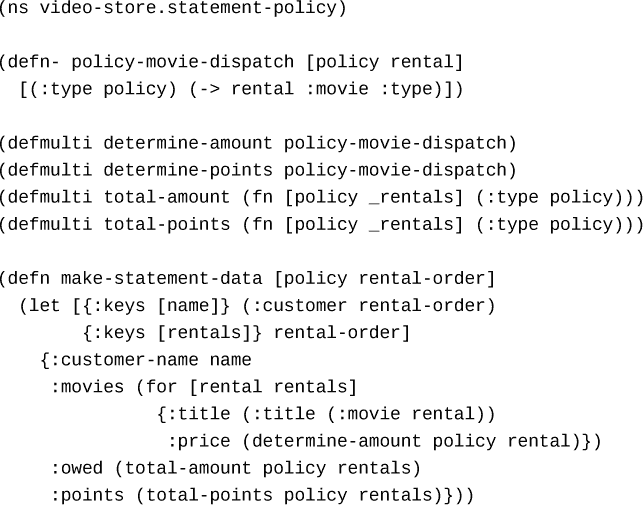 (ns video-store.statement-policy)

(defn- policy-movie-dispatch [policy rental]
  [(:type policy) (-> rental :movie :type)])

(defmulti determine-amount policy-movie-dispatch)
(defmulti determine-points policy-movie-dispatch)
(defmulti total-amount (fn [policy _rentals] (:type policy)))
(defmulti total-points (fn [policy _rentals] (:type policy)))

(defn make-statement-data [policy rental-order]
  (let [{:keys [name]} (:customer rental-order)
        {:keys [rentals]} rental-order]
    {:customer-name name
     :movies (for [rental rentals]
               {:title (:title (:movie rental))
                :price (determine-amount policy rental)})
     :owed (total-amount policy rentals)
     :points (total-points policy rentals)}))